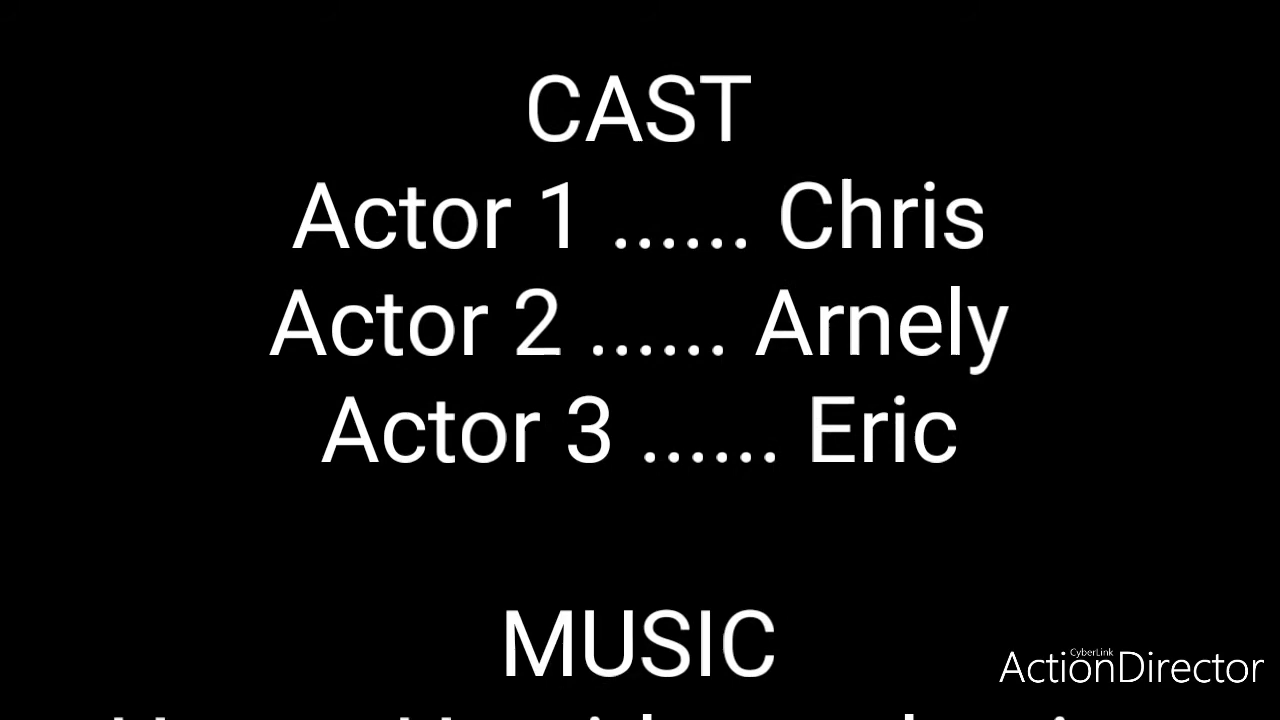 CAST
Actor 1 ...... Chris
Actor 2 ...... Arnely
Actor 3 ...... Eric
MUSIC
CyberLink
ActionDirector